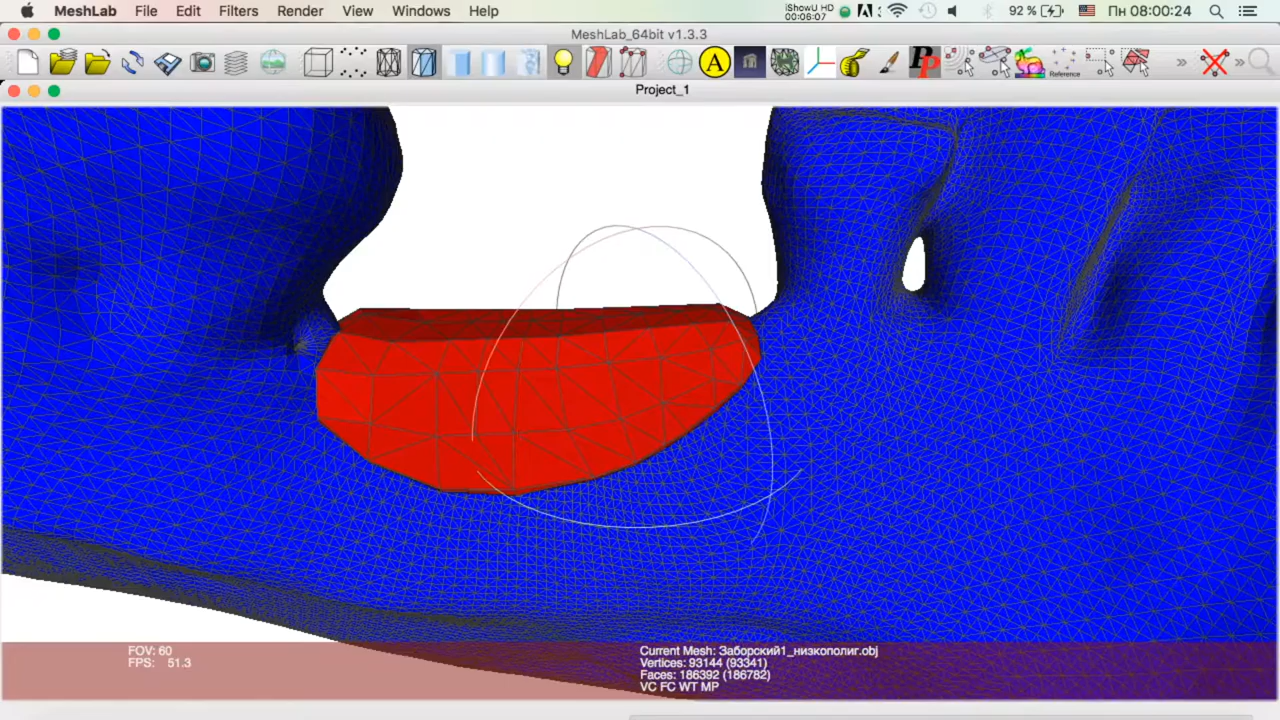 MeshLab File Edit Filters Render View Windows Help iShowU HD 00:06:07 92 % Пн 08:00:24
MeshLab_64bit v1.3.3
A PP Reference
Project_1
FOV: 60
FPS: 51.3
Current Mesh: Заборский1_низкополиг.obj
Vertices: 93144 (93341)
Faces: 186392 (186782)
VC FC WT MP